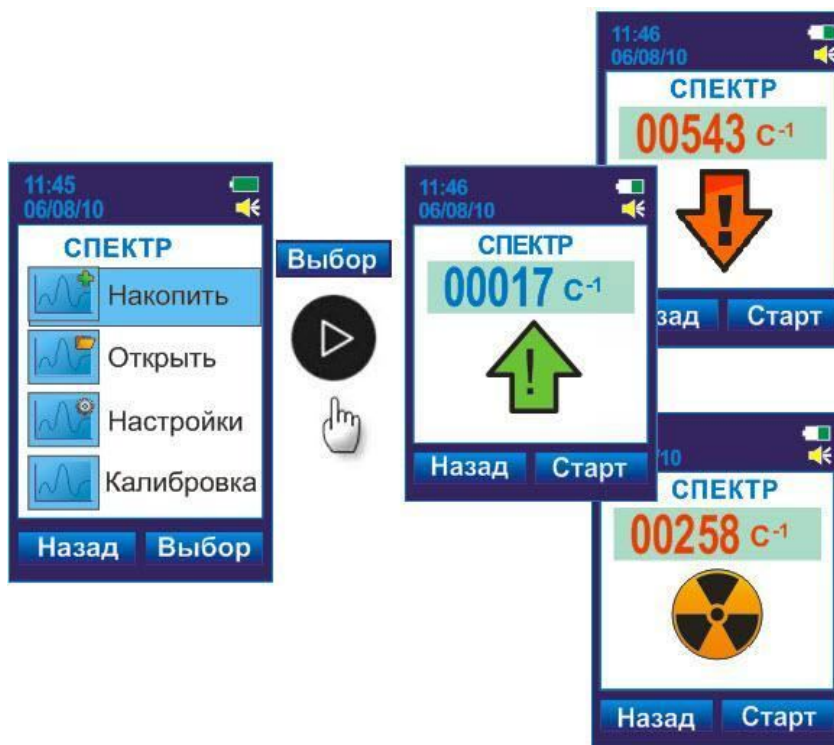 11:45
06/08/10
СПЕКТР
Накопить
Открыть
Настройки
Калибровка
Назад Выбор
Выбор
11:46
06/08/10
СПЕКТР
00017 С-1
!
Назад Старт
11:46
06/08/10
СПЕКТР
00543 С-1
!
зад Старт
/10
СПЕКТР
00258 С-1
Назад Старт